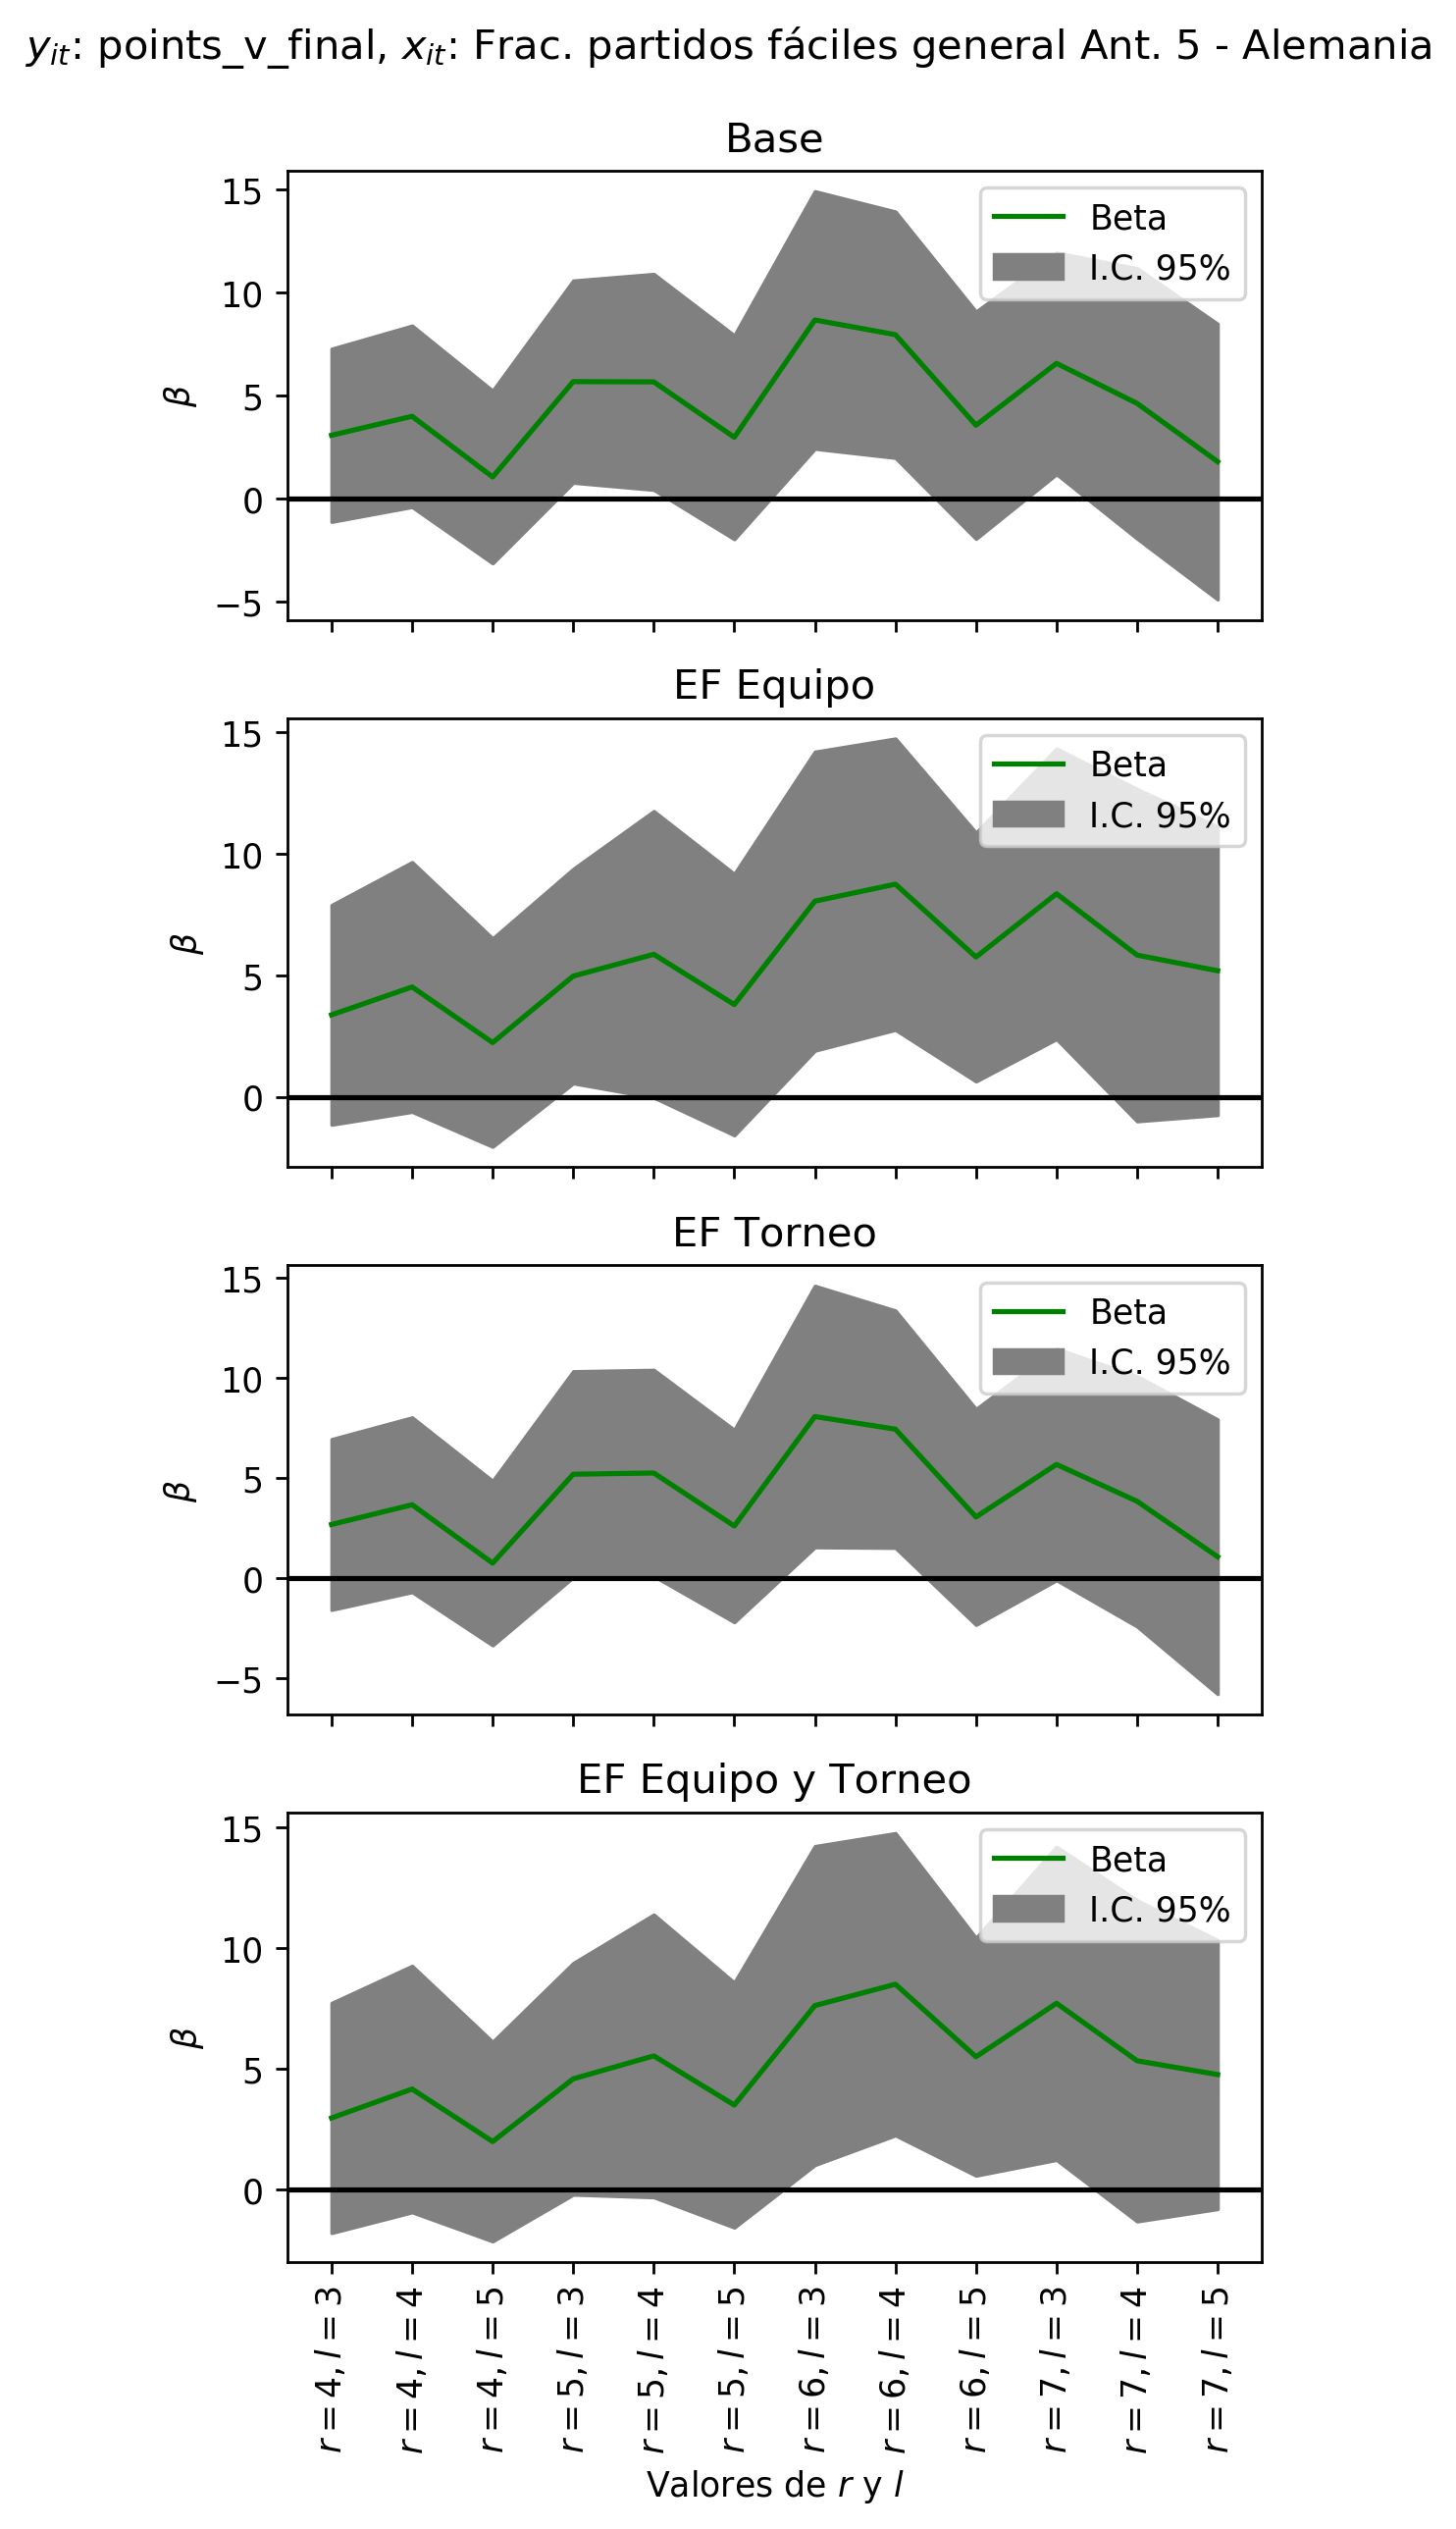 y_it: points_v_final, x_it: Frac. partidos fáciles general Ant. 5 - Alemania
Base
15
10
5
0
−5
β
Beta
I.C. 95%
EF Equipo
15
10
5
0
β
Beta
I.C. 95%
EF Torneo
15
10
5
0
−5
β
Beta
I.C. 95%
EF Equipo y Torneo
15
10
5
0
β
Beta
I.C. 95%
r = 4, l = 3
r = 4, l = 4
r = 4, l = 5
r = 5, l = 3
r = 5, l = 4
r = 5, l = 5
r = 6, l = 3
r = 6, l = 4
r = 6, l = 5
r = 7, l = 3
r = 7, l = 4
r = 7, l = 5
Valores de r y l